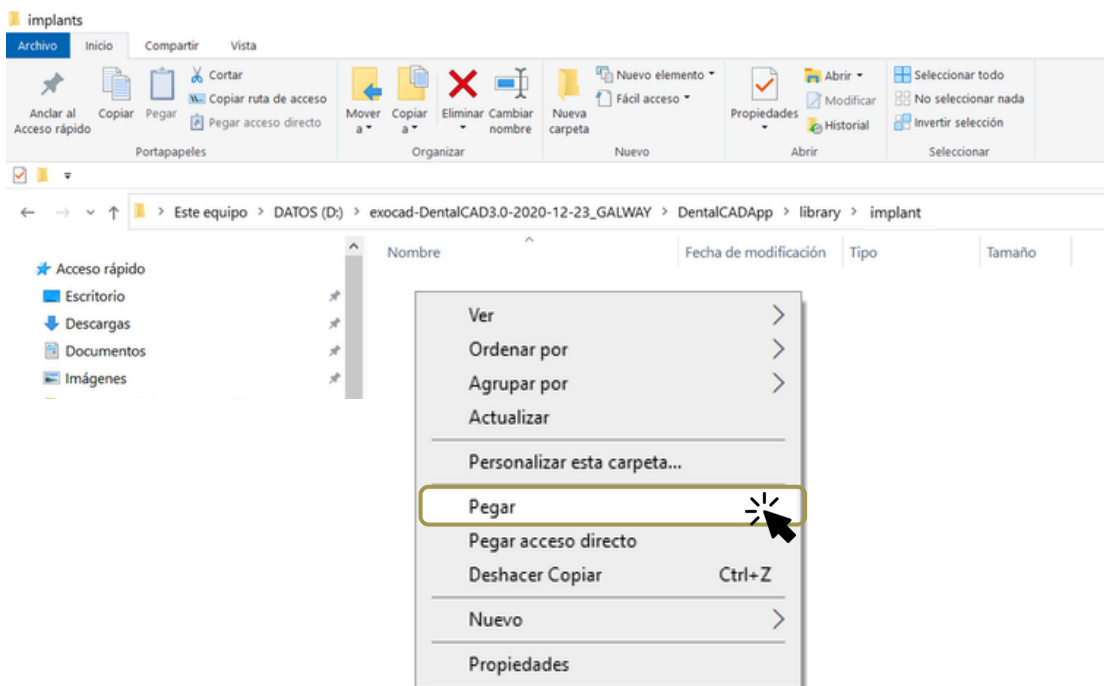 implants
Archivo Inicio Compartir Vista
Anclar al Acceso rápido
Copiar
Pegar
Cortar
Copiar ruta de acceso
Pegar acceso directo
Portapapeles
Mover a
Copiar a
Eliminar
Cambiar nombre
Organizar
Nueva carpeta
Nuevo elemento
Fácil acceso
Nuevo
Propiedades
Abrir
Modificar
Historial
Abrir
Seleccionar todo
No seleccionar nada
Invertir selección
Seleccionar
Este equipo > DATOS (D:) > exocad-DentalCAD3.0-2020-12-23_GALWAY > DentalCADApp > library > implant
Nombre Fecha de modificación Tipo Tamaño
Acceso rápido
Escritorio
Descargas
Documentos
Imágenes
Ver
Ordenar por
Agrupar por
Actualizar
Personalizar esta carpeta...
Pegar
Pegar acceso directo
Deshacer Copiar Ctrl+Z
Nuevo
Propiedades